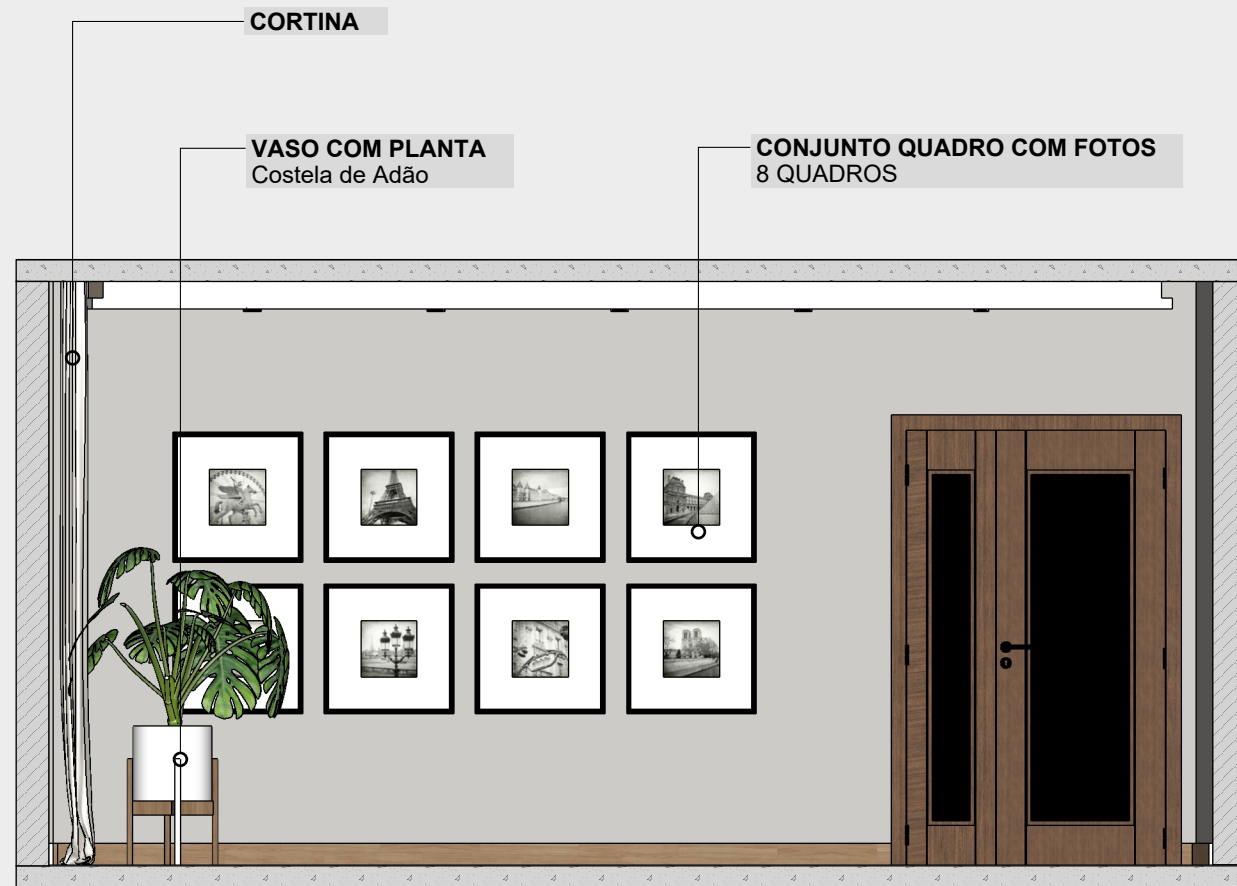 CORTINA
VASO COM PLANTA
Costela de Adão
CONJUNTO QUADRO COM FOTOS
8 QUADROS